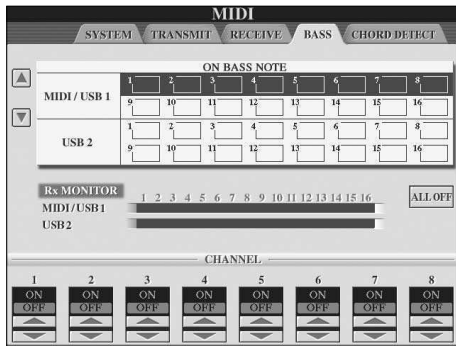 MIDI
SYSTEM TRANSMIT RECEIVE BASS CHORD DETECT
ON BASS NOTE
MIDI / USB 1
1 2 3 4 5 6 7 8
9 10 11 12 13 14 15 16
USB 2
1 2 3 4 5 6 7 8
9 10 11 12 13 14 15 16
Rx MONITOR
1 2 3 4 5 6 7 8 9 10 11 12 13 14 15 16
ALL OFF
MIDI/USB1
USB2
CHANNEL
1 2 3 4 5 6 7 8
ON ON ON ON ON ON ON ON
OFF OFF OFF OFF OFF OFF OFF OFF